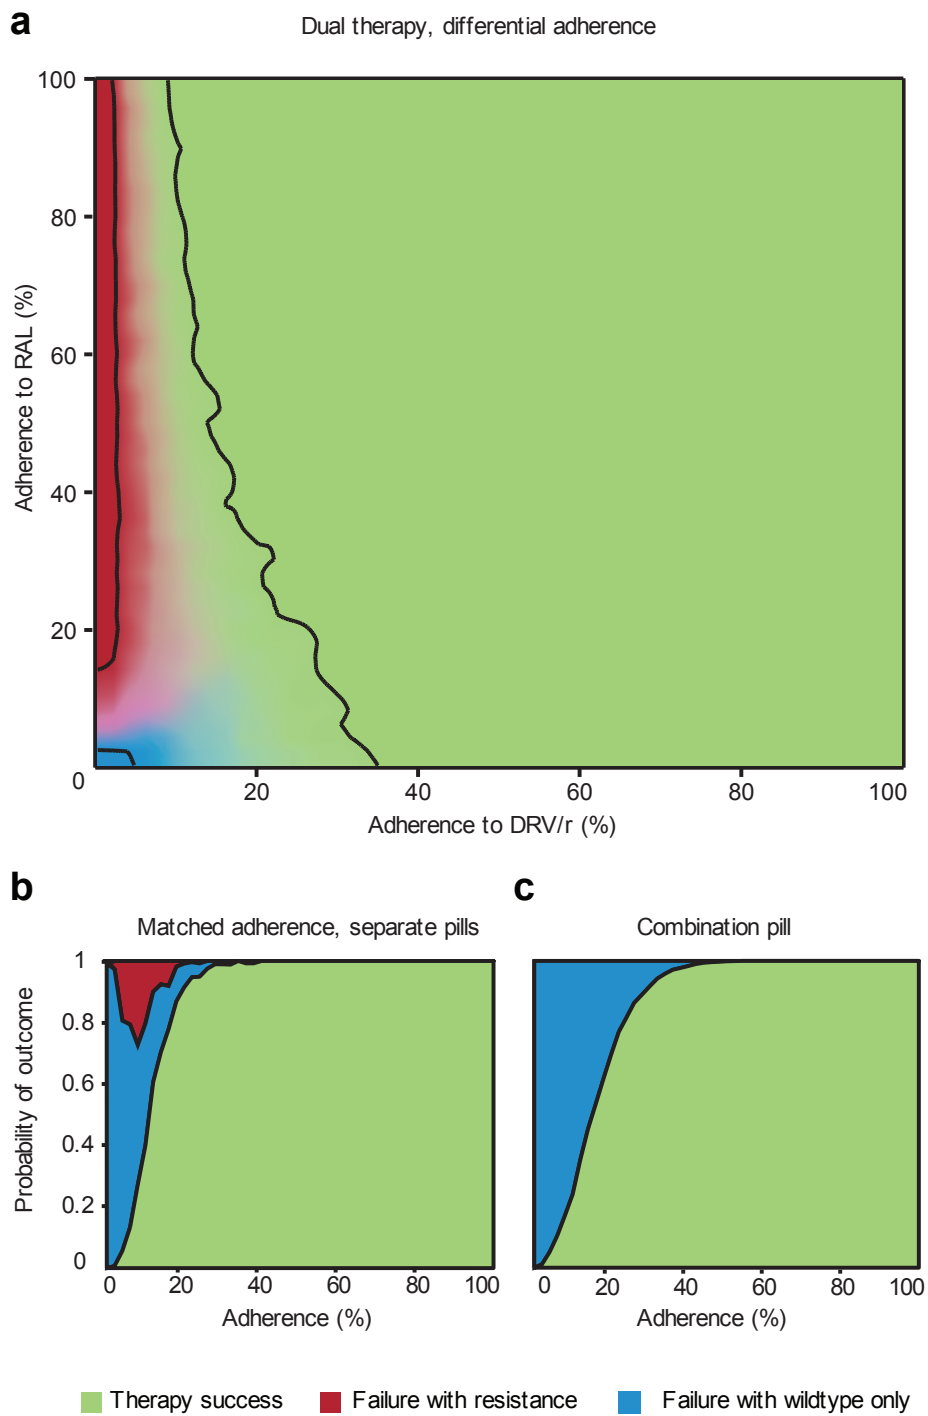 a
Dual therapy, differential adherence
100
80
60
40
20
0
Adherence to RAL (%)
20
40
60
80
100
Adherence to DRV/r (%)
b
Matched adherence, separate pills
1
0.8
0.6
0.4
0.2
0
Probability of outcome
0
20
40
60
80
100
Adherence (%)
c
Combination pill
0
20
40
60
80
100
Adherence (%)
Therapy success
Failure with resistance
Failure with wildtype only